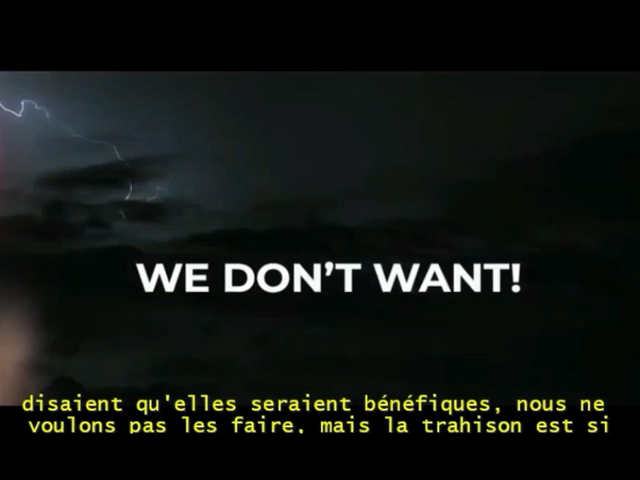 WE DON'T WANT!
disaient qu'elles seraient bénéfiques, nous ne
voulons pas les faire, mais la trahison est si